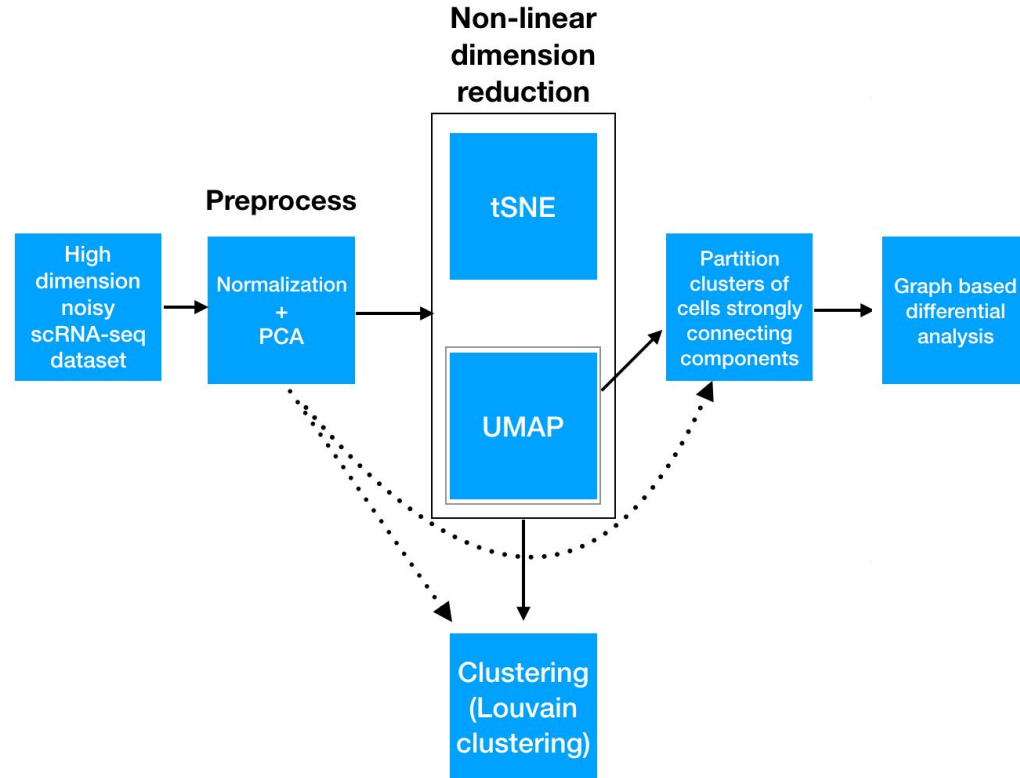 Non-linear
dimension
reduction
tSNE
Preprocess
High
dimension
noisy
scRNA-seq
dataset
Normalization
+
PCA
Partition
clusters of
cells strongly
connecting
components
Graph based
differential
analysis
UMAP
Clustering
(Louvain
clustering)